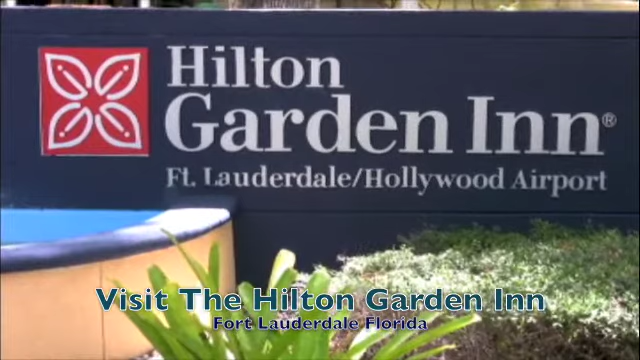 Hilton
Garden Inn®
Ft. Lauderdale/Hollywood Airport
Visit The Hilton Garden Inn
Fort Lauderdale Florida